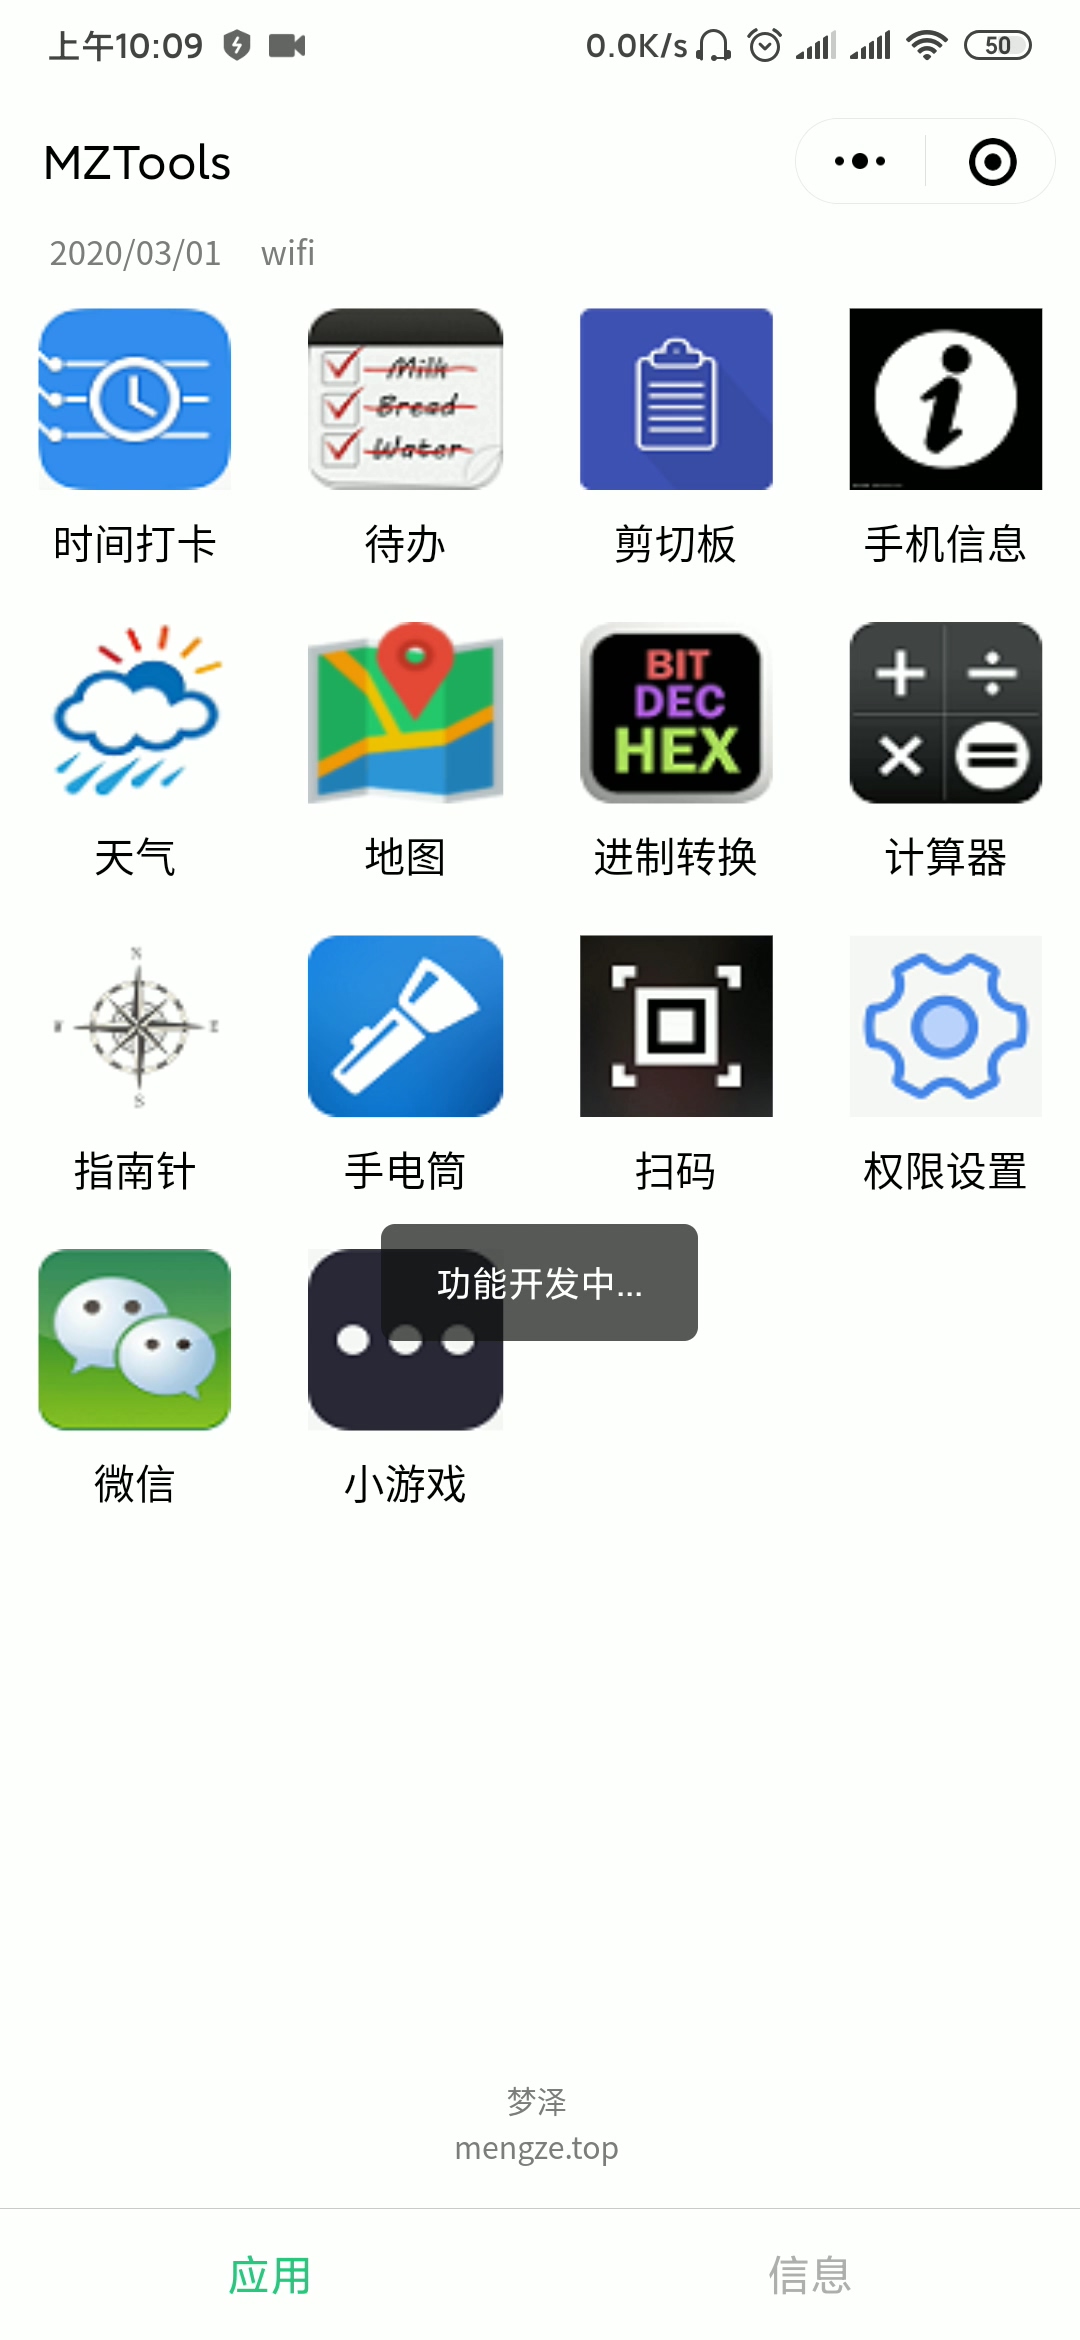 上午10:09
0.0K/s
50
MZTools
2020/03/01 wifi
Milk
Bread
Water
时间打卡
待办
剪切板
手机信息
BIT
DEC
HEX
天气
地图
进制转换
计算器
N
W
E
S
指南针
手电筒
扫码
权限设置
功能开发中...
微信
小游戏
梦泽
mengze.top
应用
信息